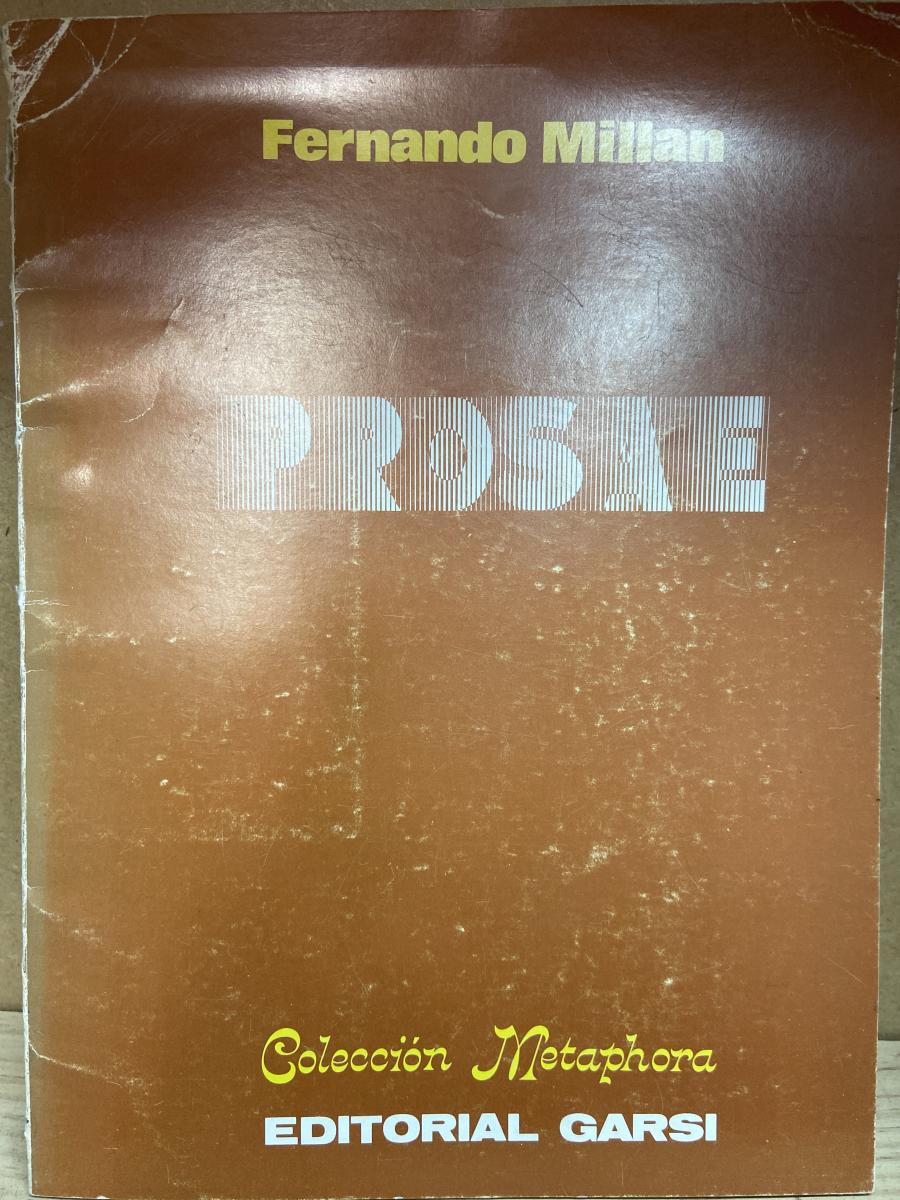 Fernando Millan
PROSAE
Colección Metaphora
EDITORIAL GARSI